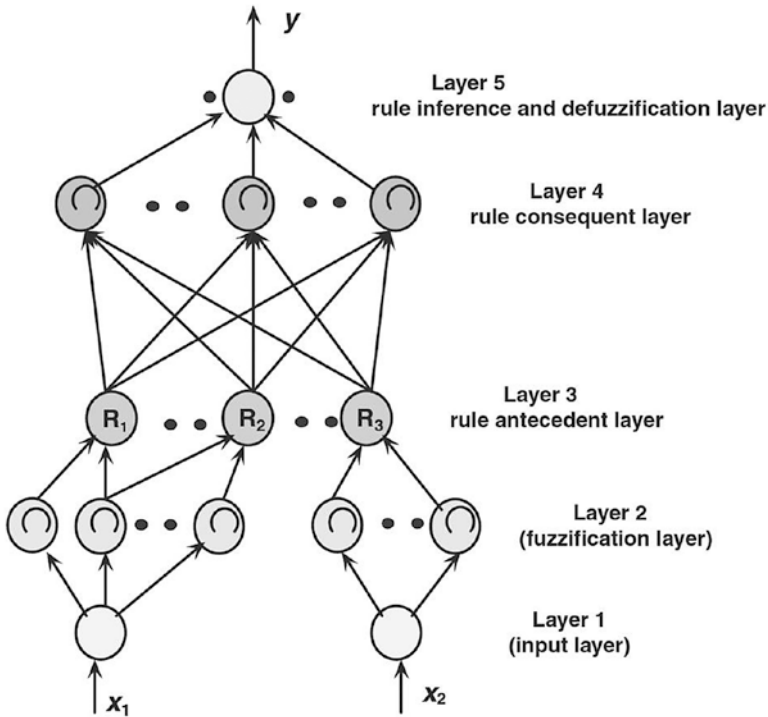 y
Layer 5
rule inference and defuzzification layer
Layer 4
rule consequent layer
Layer 3
rule antecedent layer
R1 R2 R3
Layer 2
(fuzzification layer)
Layer 1
(input layer)
x1 x2